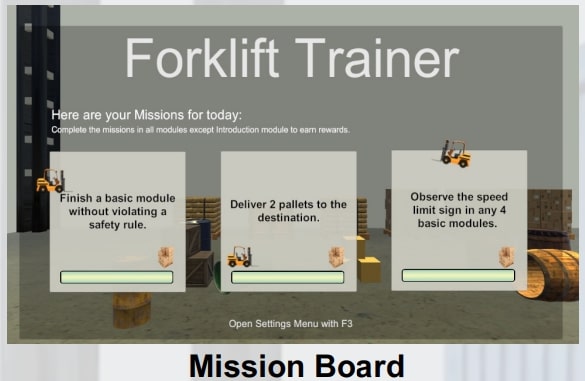 Forklift Trainer
Here are your Missions for today:
Complete the missions in all modules except Introduction module to earn rewards.
Finish a basic module
without violating a
safety rule.
Deliver 2 pallets to the
destination.
Observe the speed
limit sign in any 4
basic modules.
Open Settings Menu with F3
Mission Board